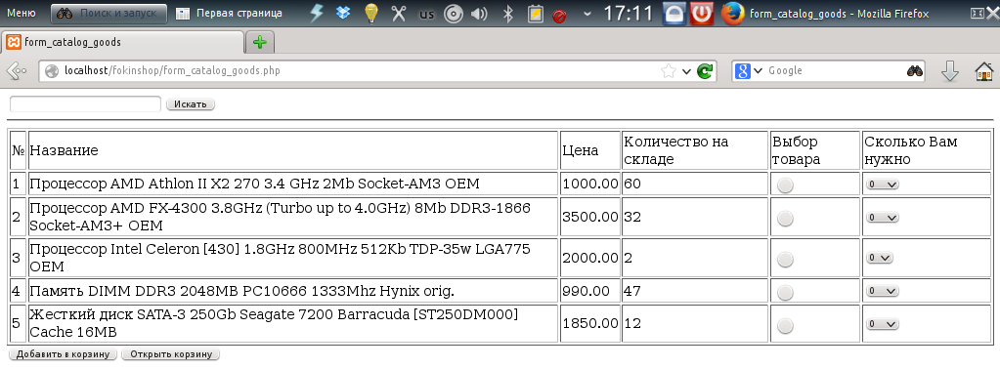 Поиск и запуск Первая страница us 17:11 form_catalog_goods - Mozilla Firefox
form_catalog_goods
localhost/fokinshop/form_catalog_goods.php Google
Искать
№ Название Цена Количество на складе Выбор товара Сколько Вам нужно
1 Процессор AMD Athlon II X2 270 3.4 GHz 2Mb Socket-AM3 OEM 1000.00 60 0
2 Процессор AMD FX-4300 3.8GHz (Turbo up to 4.0GHz) 8Mb DDR3-1866
Socket-AM3+ OEM 3500.00 32 0
3 Процессор Intel Celeron [430] 1.8GHz 800MHz 512Kb TDP-35w LGA775
OEM 2000.00 2 0
4 Память DIMM DDR3 2048MB PC10666 1333Mhz Hynix orig. 990.00 47 0
5 Жесткий диск SATA-3 250Gb Seagate 7200 Barracuda [ST250DM000]
Cache 16MB 1850.00 12 0
Добавить в корзину Открыть корзину